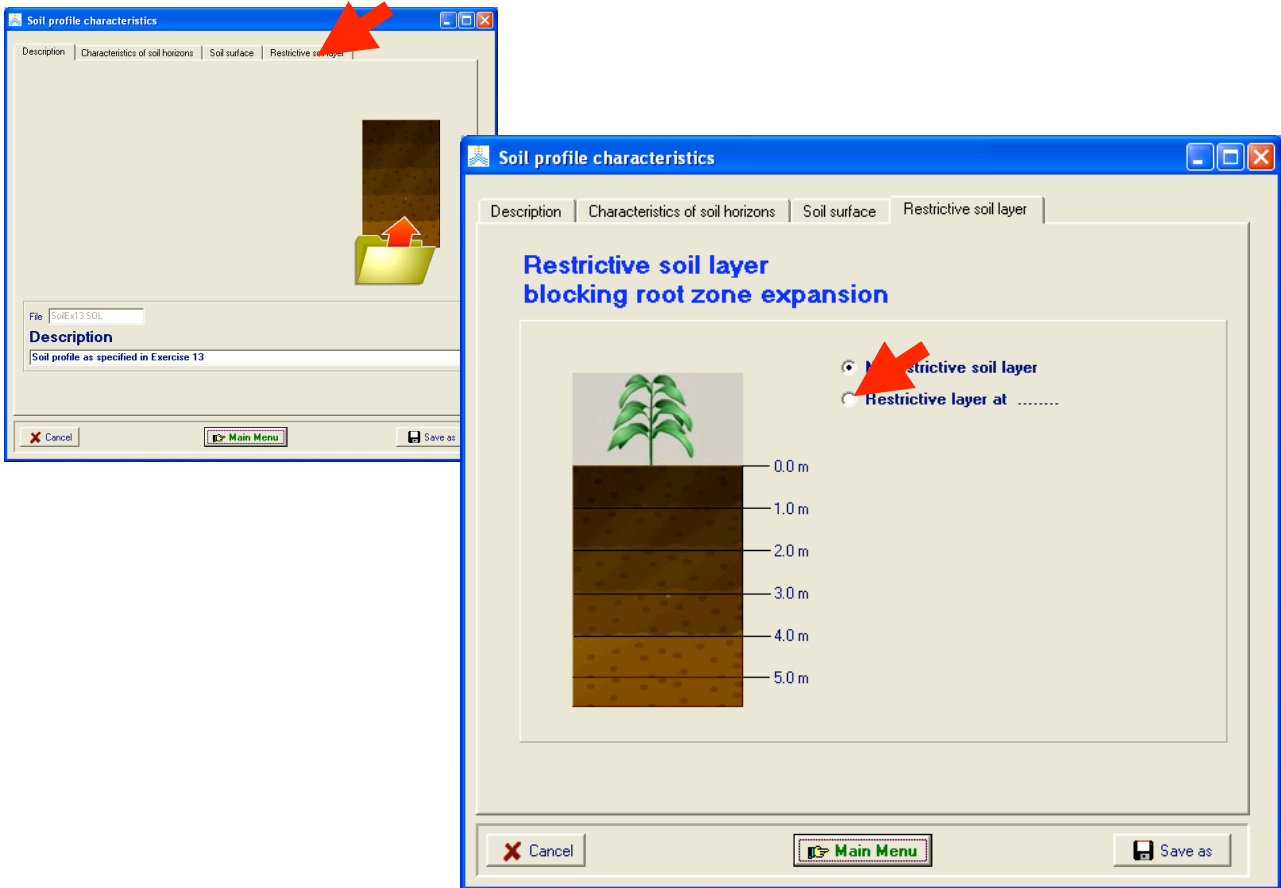 Soil profile characteristics
Description
Characteristics of soil horizons
Soil surface
Restrictive soil layer
File SoilEx13.SOL
Description
Soil profile as specified in Exercise 13
Cancel
Main Menu
Save as
Soil profile characteristics
Description
Characteristics of soil horizons
Soil surface
Restrictive soil layer
Restrictive soil layer
blocking root zone expansion
soil layer
Restrictive layer at ........
0.0 m
1.0 m
2.0 m
3.0 m
4.0 m
5.0 m
Cancel
Main Menu
Save as